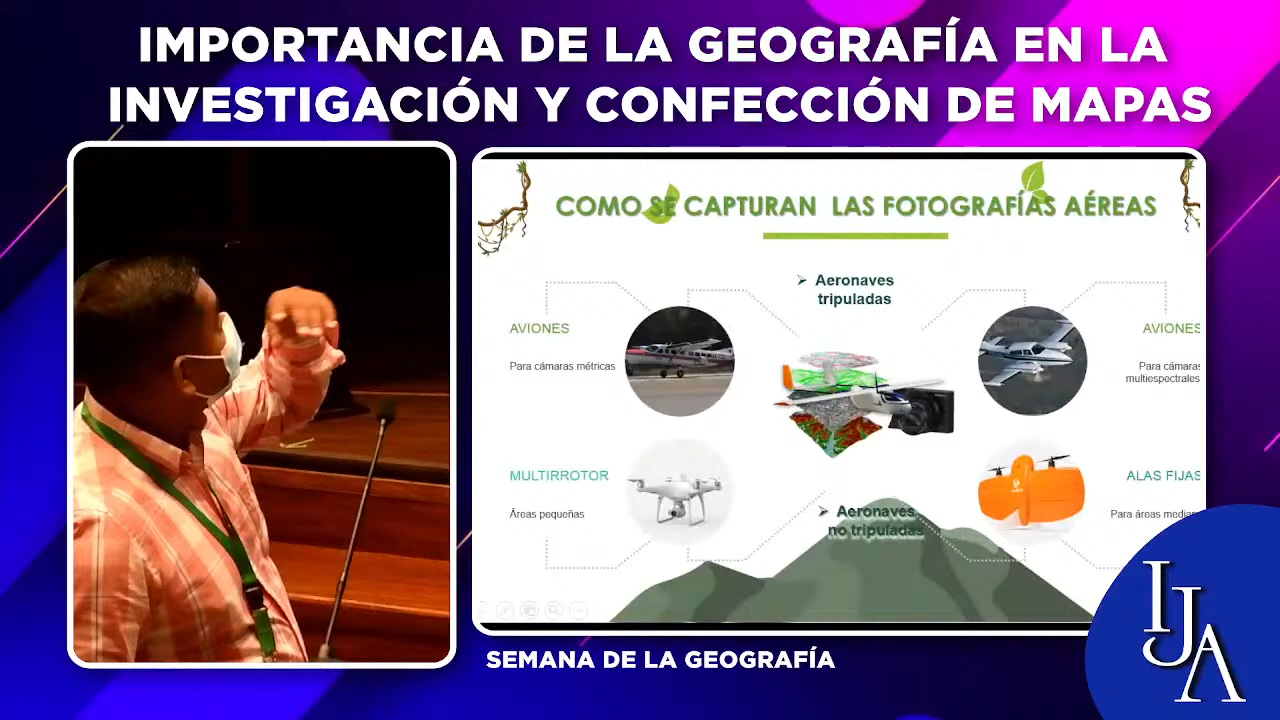 IMPORTANCIA DE LA GEOGRAFÍA EN LA
INVESTIGACIÓN Y CONFECCIÓN DE MAPAS
COMO SE CAPTURAN LAS FOTOGRAFÍAS AÉREAS
➢ Aeronaves
tripuladas
AVIONES
Para cámaras métricas
AVIONES
Para cámaras
multiespectrales
MULTIRROTOR
Áreas pequeñas
➢ Aeronaves
no tripuladas
ALAS FIJAS
Para áreas
SEMANA DE LA GEOGRAFÍA
IJA